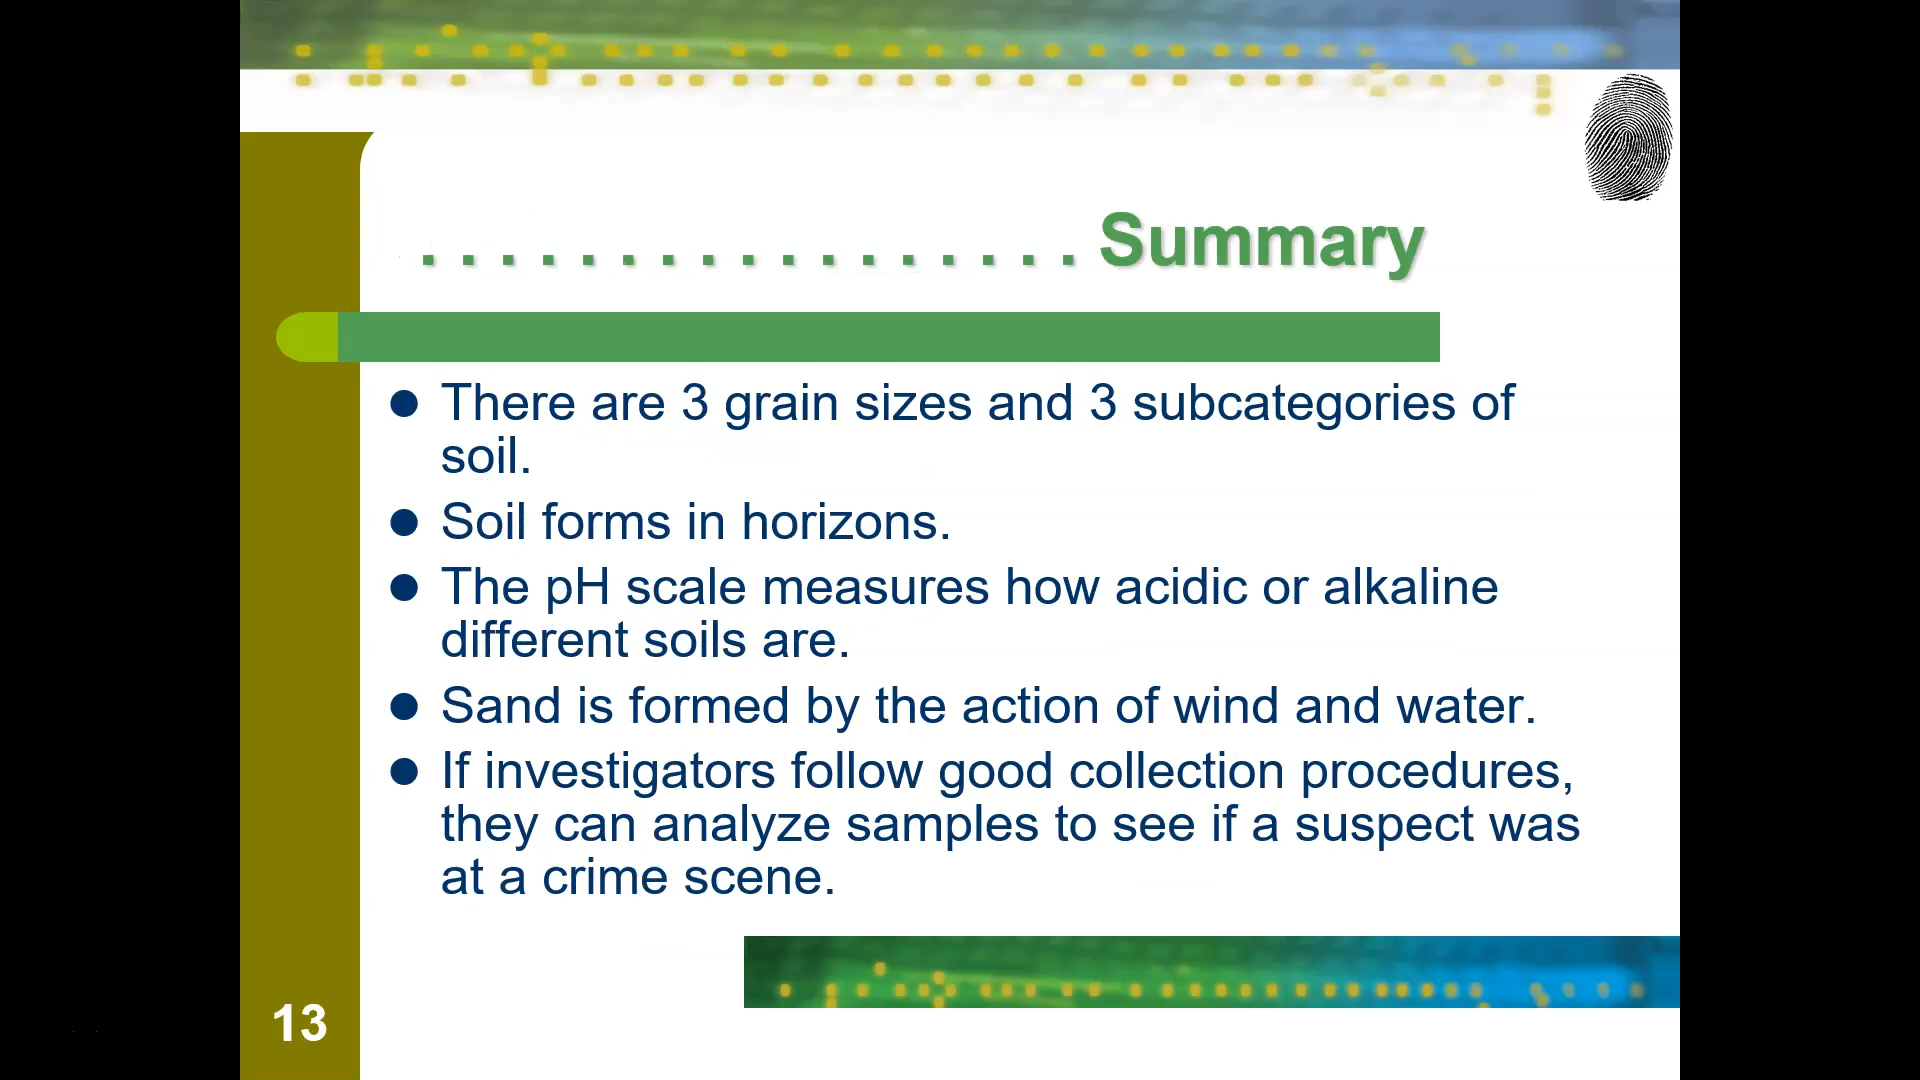 . . . . . . . . . . . . . . . . . Summary
There are 3 grain sizes and 3 subcategories of
soil.
Soil forms in horizons.
The pH scale measures how acidic or alkaline
different soils are.
Sand is formed by the action of wind and water.
If investigators follow good collection procedures,
they can analyze samples to see if a suspect was
at a crime scene.
13